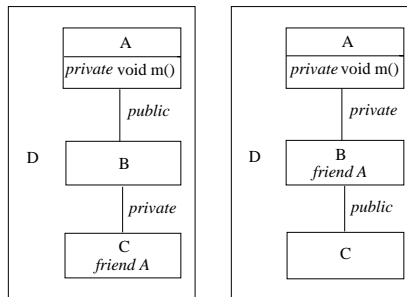 A
private void m()
public
D
B
private
C
friend A
A
private void m()
private
D
B
friend A
public
C